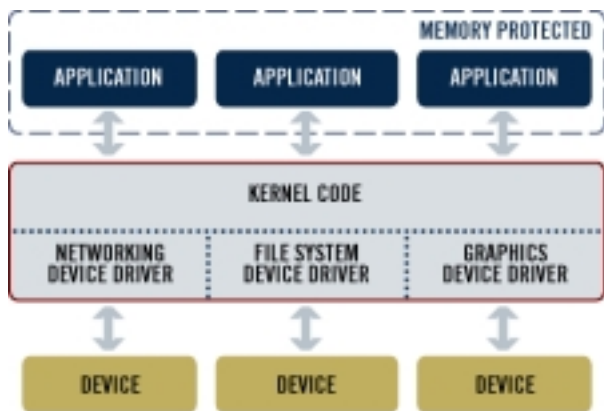 MEMORY PROTECTED
APPLICATION APPLICATION APPLICATION
KERNEL CODE
NETWORKING
DEVICE DRIVER
FILE SYSTEM
DEVICE DRIVER
GRAPHICS
DEVICE DRIVER
DEVICE DEVICE DEVICE